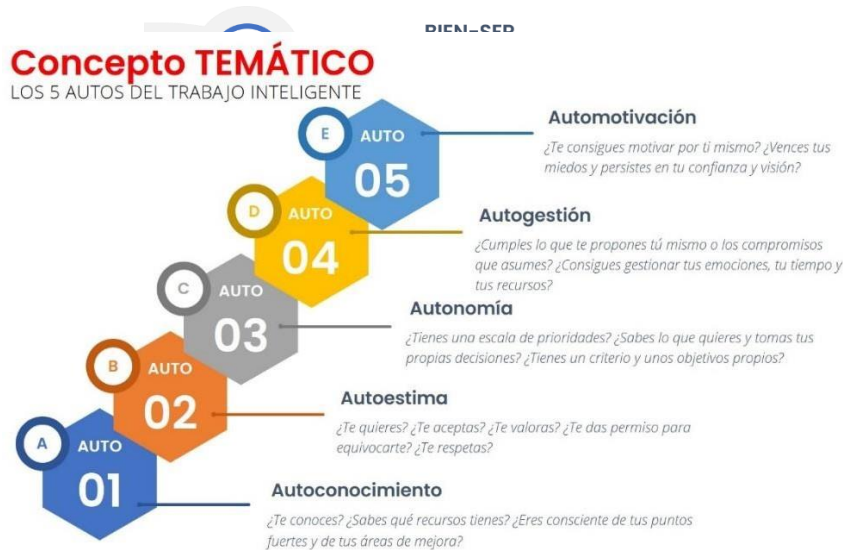 BIEN-SER
Concepto TEMÁTICO
LOS 5 AUTOS DEL TRABAJO INTELIGENTE
E
AUTO
05
Automotivación
¿Te consigues motivar por ti mismo? ¿Vences tus
miedos y persistes en tu confianza y visión?
D
AUTO
04
Autogestión
¿Cumples lo que te propones tú mismo o los compromisos
que asumes? ¿Consigues gestionar tus emociones, tu tiempo y
tus recursos?
C
AUTO
03
Autonomía
¿Tienes una escala de prioridades? ¿Sabes lo que quieres y tomas tus
propias decisiones? ¿Tienes un criterio y unos objetivos propios?
B
AUTO
02
Autoestima
¿Te quieres? ¿Te aceptas? ¿Te valoras? ¿Te das permiso para
equivocarte? ¿Te respetas?
A
AUTO
01
Autoconocimiento
¿Te conoces? ¿Sabes qué recursos tienes? ¿Eres consciente de tus puntos
fuertes y de tus áreas de mejora?